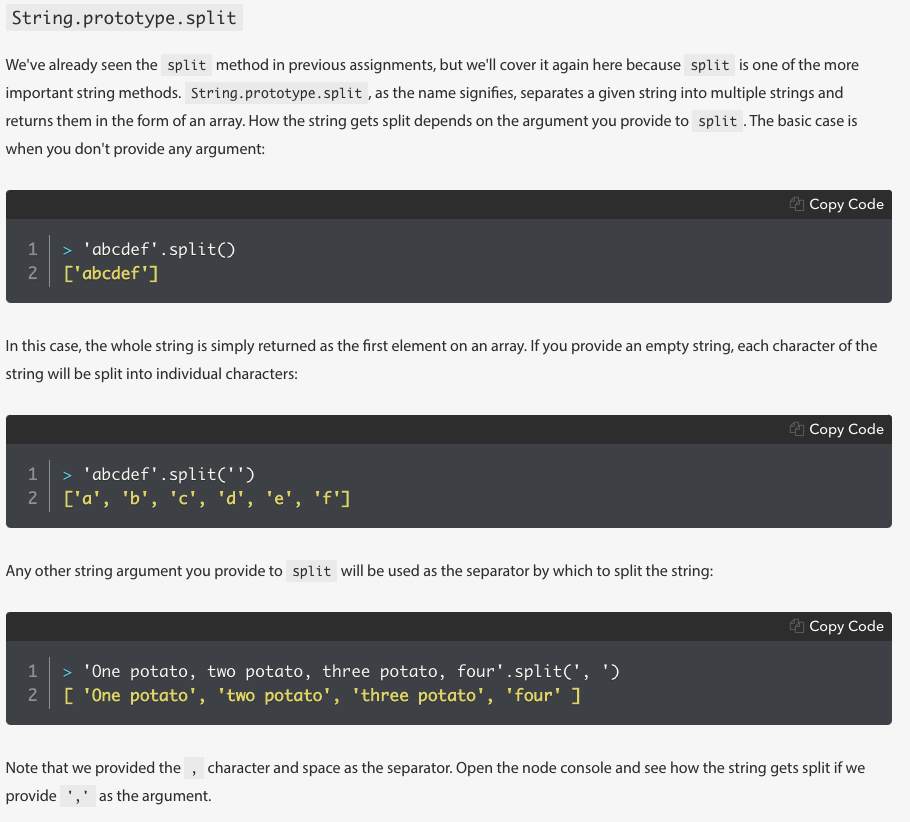 String.prototype.split
We've already seen the split method in previous assignments, but we'll cover it again here because split is one of the more
important string methods. String.prototype.split, as the name signifies, separates a given string into multiple strings and
returns them in the form of an array. How the string gets split depends on the argument you provide to split. The basic case is
when you don't provide any argument:
Copy Code
1 > 'abcdef'.split()
2 ['abcdef']
In this case, the whole string is simply returned as the first element on an array. If you provide an empty string, each character of the
string will be split into individual characters:
Copy Code
1 > 'abcdef'.split('')
2 ['a', 'b', 'c', 'd', 'e', 'f']
Any other string argument you provide to split will be used as the separator by which to split the string:
Copy Code
1 > 'One potato, two potato, three potato, four'.split(', ')
2 [ 'One potato', 'two potato', 'three potato', 'four' ]
Note that we provided the , character and space as the separator. Open the node console and see how the string gets split if we
provide ',' as the argument.